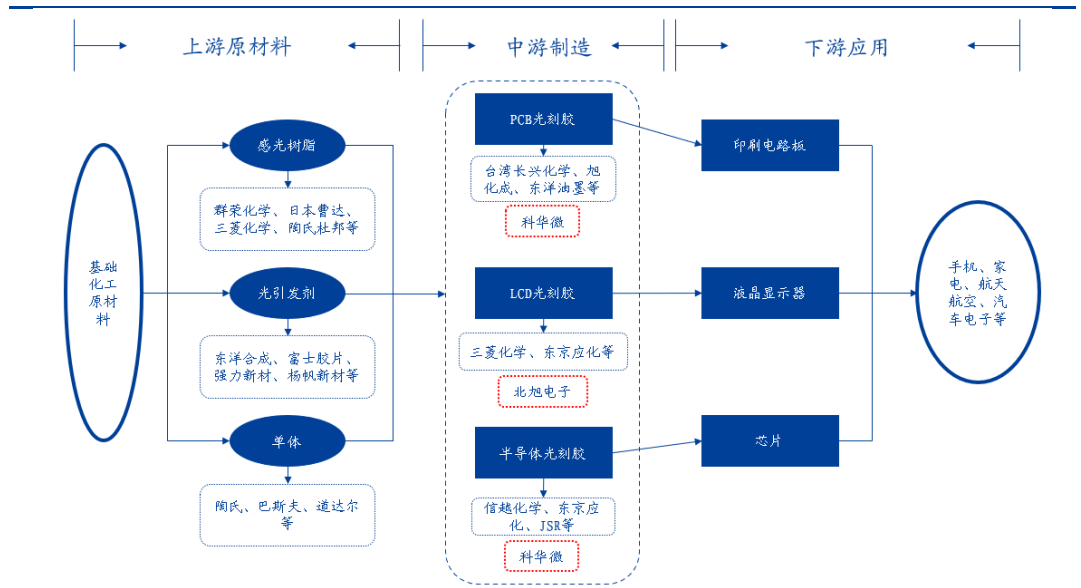 上游原材料
中游制造
下游应用
基础
化工
原材
料
感光树脂
群荣化学、日本曹达、
三菱化学、陶氏杜邦等
光引发剂
东洋合成、富士胶片、
强力新材、杨帆新材等
单体
陶氏、巴斯夫、道达尔
等
PCB光刻胶
台湾长兴化学、旭
化成、东洋油墨等
科华微
LCD光刻胶
三菱化学、东京应化等
北旭电子
半导体光刻胶
信越化学、东京应
化、JSR等
科华微
印刷电路板
液晶显示器
芯片
手机、家
电、航天
航空、汽
车电子等